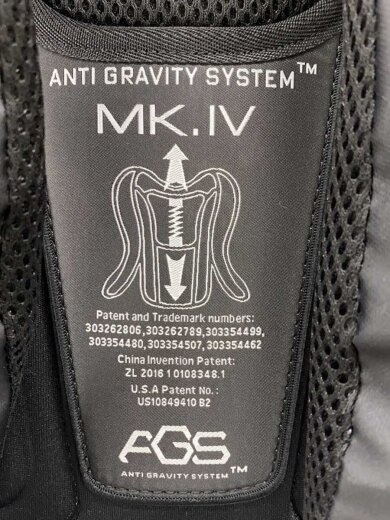 ANTI GRAVITY SYSTEM™
MK.IV
Patent and Trademark numbers:
303262806,303262789,303354499,
303354480,303354507,303354462
China Invention Patent:
ZL 2016 1 0108348.1
U.S.A Patent No.:
US10849410 B2
AGS
ANTI GRAVITY SYSTEM™